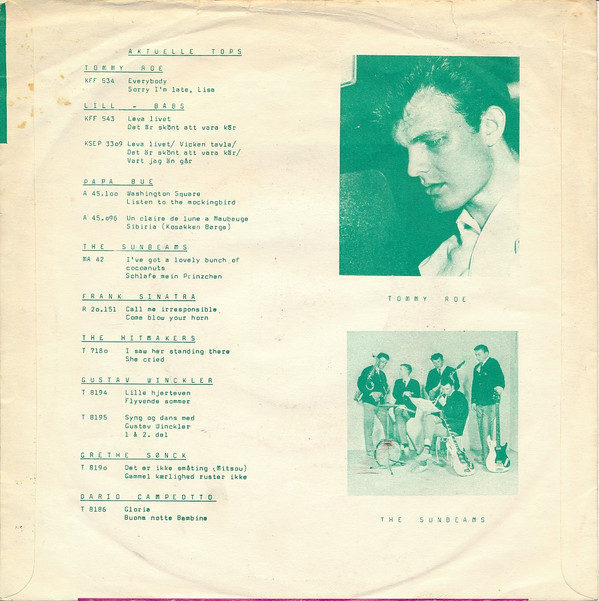 AKTUELLE TOPS
TOMMY ROE
KFF 534 Everybody
Sorry I'm late, Lisa
LILL - BABS
KFF 543 Leva livet
Det är skönt att vara kär
KSEP 3309 Leva livet/ Vicken tavla/
Det är skönt att vara kär/
Vart jag än går
PAPA BUE
A 45.100 Washington Square
Listen to the mockingbird
A 45.096 Un claire de lune a Maubeuge
Sibiria (Kosakken Børge)
THE SUNBEAMS
MA 42 I've got a lovely bunch of
cocoanuts
Schlafe mein Prinzchen
FRANK SINATRA
R 20.151 Call me irresponsible
Come blow your horn
THE HITMAKERS
T 7180 I saw her standing there
She cried
GUSTAV WINCKLER
T 8194 Lille hjerteven
Flyvende sommer
T 8195 Syng og dans med
Gustav Winckler
1 & 2. del
GRETHE SØNCK
T 8190 Det er ikke småting (Mitsou)
Gammel kærlighed ruster ikke
DARIO CAMPEOTTO
T 8186 Gloria
Buona notte Bambina
TOMMY ROE
THE SUNBEAMS